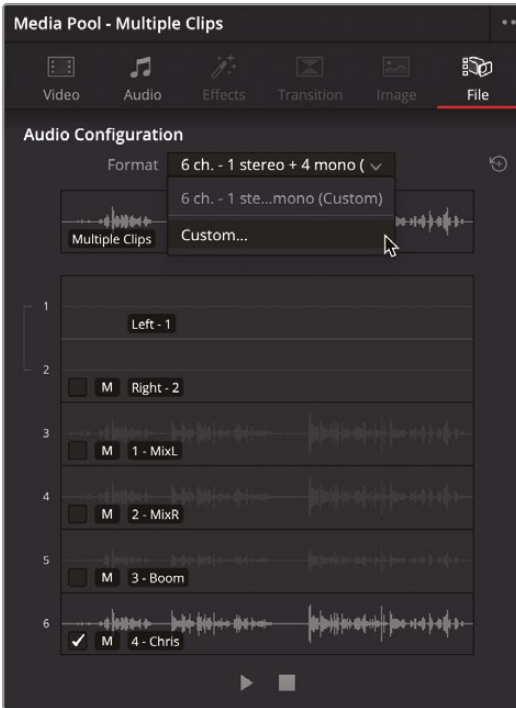 Media Pool - Multiple Clips
Video Audio Effects Transition Image File
Audio Configuration
Format 6 ch. - 1 stereo + 4 mono (
6 ch. - 1 ste...mono (Custom)
Custom...
Multiple Clips
1
Left - 1
2
M Right - 2
3
M 1 - MixL
4
M 2 - MixR
5
M 3 - Boom
6
M 4 - Chris